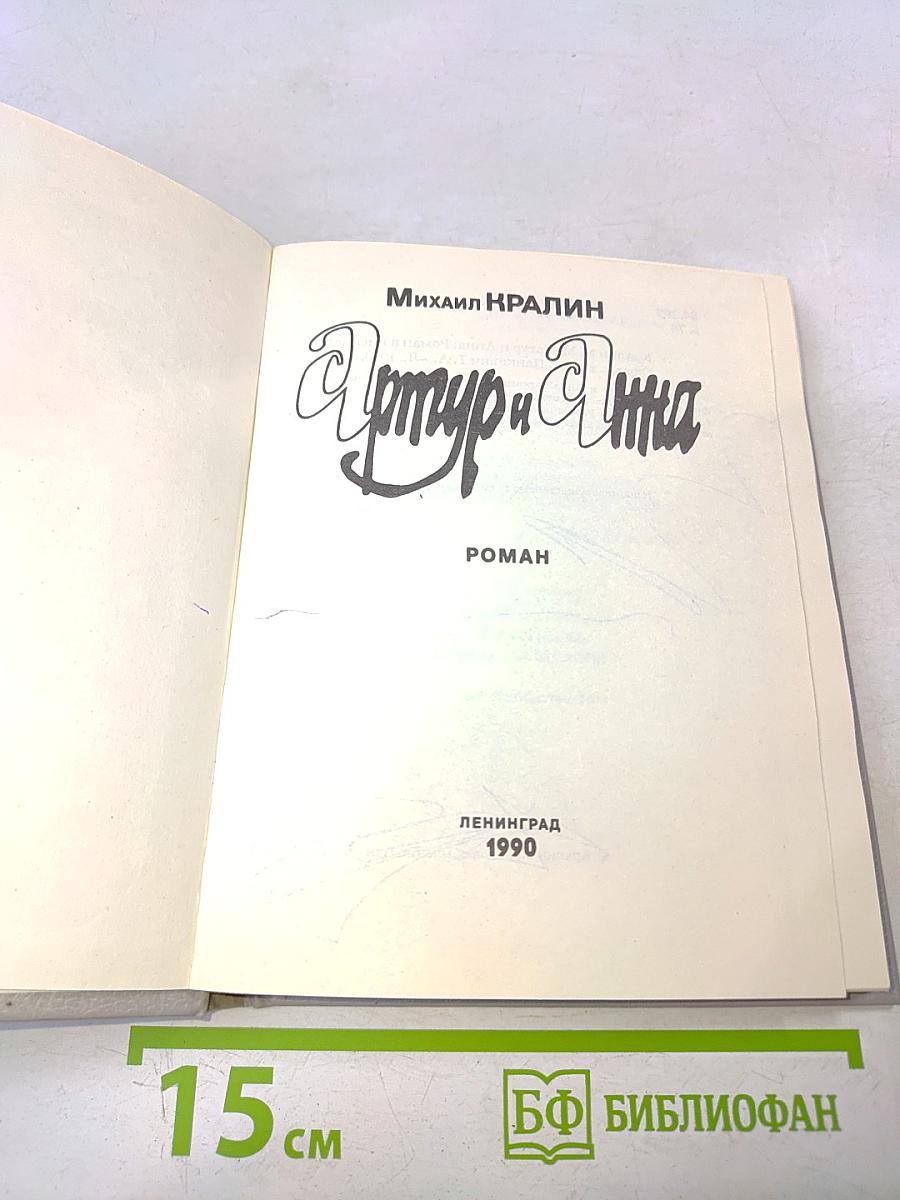 Михаил КРАЛИН
Артур и Анна
РОМАН
ЛЕНИНГРАД
1990
15 см
БФ БИБЛИОФАН